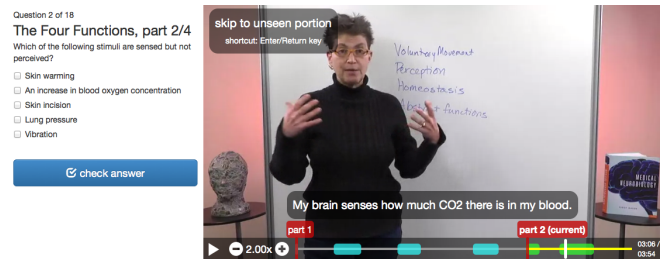 Question 2 of 18
The Four Functions, part 2/4
Which of the following stimuli are sensed but not
perceived?
Skin warming
An increase in blood oxygen concentration
Skin incision
Lung pressure
Vibration
check answer
skip to unseen portion
shortcut: Enter/Return key
Voluntary Movement
Perception
Homeostasis
Abstract functions
MEDICAL
NEUROBIOLOGY
My brain senses how much CO2 there is in my blood.
part 1
part 2 (current)
2.00x
03:06 /
03:54